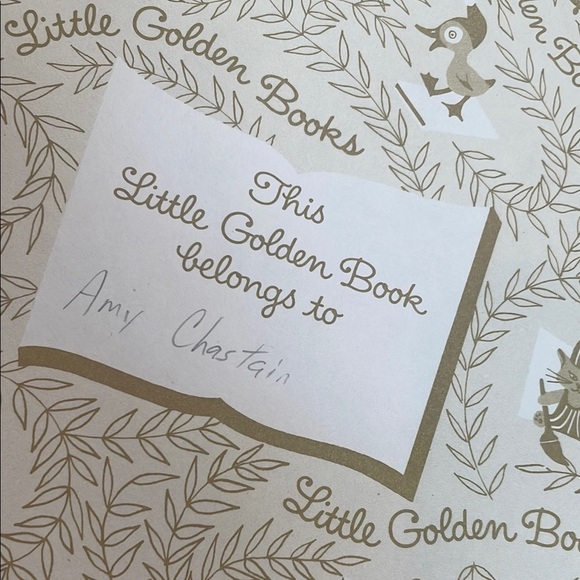 Little Golden Books
This
Little Golden Book
belongs to
Amy Chastain
Little Golden Boo